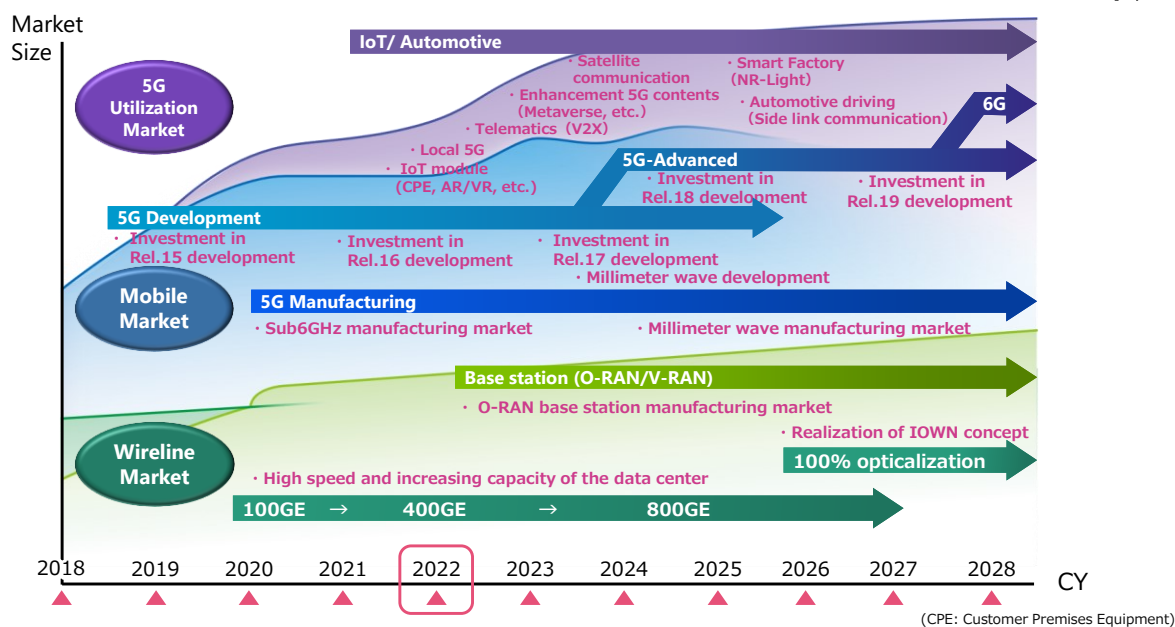 Market
Size
IoT/ Automotive
5G
Utilization
Market
・Satellite
communication
・Enhancement 5G contents
(Metaverse, etc.)
・Telematics (V2X)
・Local 5G
・IoT module
(CPE, AR/VR, etc.)
・Smart Factory
(NR-Light)
・Automotive driving
(Side link communication)
6G
5G-Advanced
・Investment in
Rel.18 development
・Investment in
Rel.19 development
5G Development
・Investment in
Rel.15 development
・Investment in
Rel.16 development
・Investment in
Rel.17 development
・Millimeter wave development
Mobile
Market
5G Manufacturing
・Sub6GHz manufacturing market
・Millimeter wave manufacturing market
Base station (O-RAN/V-RAN)
・O-RAN base station manufacturing market
・Realization of IOWN concept
100% opticalization
Wireline
Market
・High speed and increasing capacity of the data center
100GE → 400GE → 800GE
2018 2019 2020 2021 2022 2023 2024 2025 2026 2027 2028
CY
(CPE: Customer Premises Equipment)